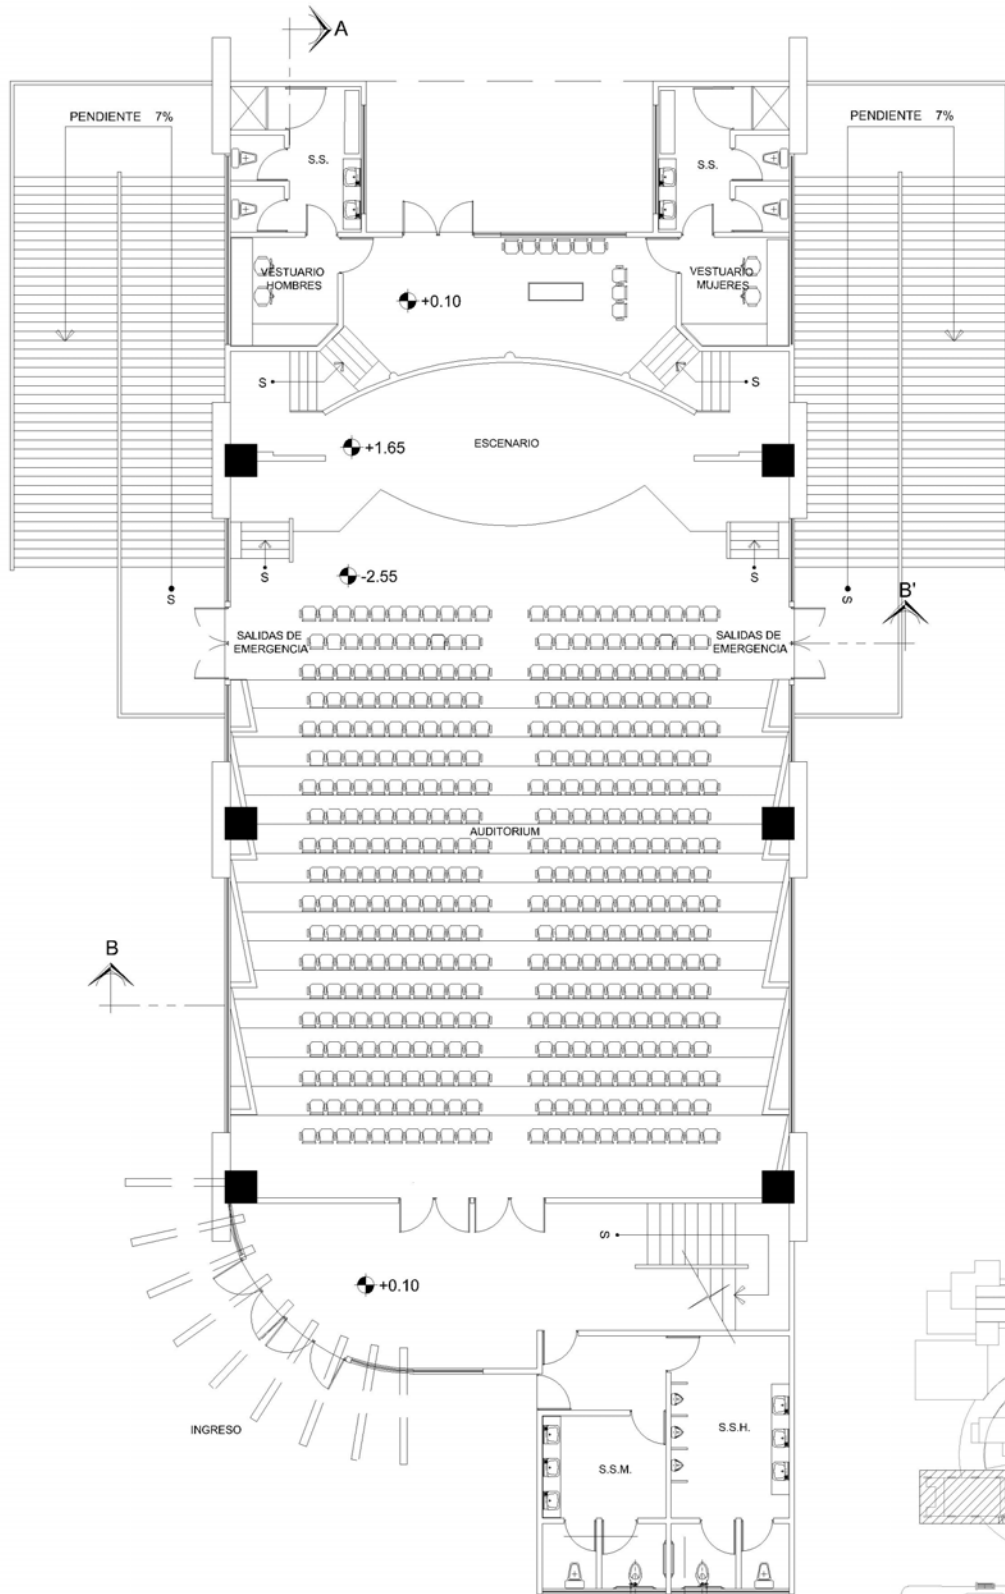 A
PENDIENTE 7%
PENDIENTE 7%
S.S.
S.S.
VESTUARIO
HOMBRES
VESTUARIO
MUJERES
+0.10
S
S
ESCENARIO
+1.65
-2.55
S
S
S
S
B'
SALIDAS DE
EMERGENCIA
SALIDAS DE
EMERGENCIA
AUDITORIUM
B
S
+0.10
INGRESO
S.S.H.
S.S.M.